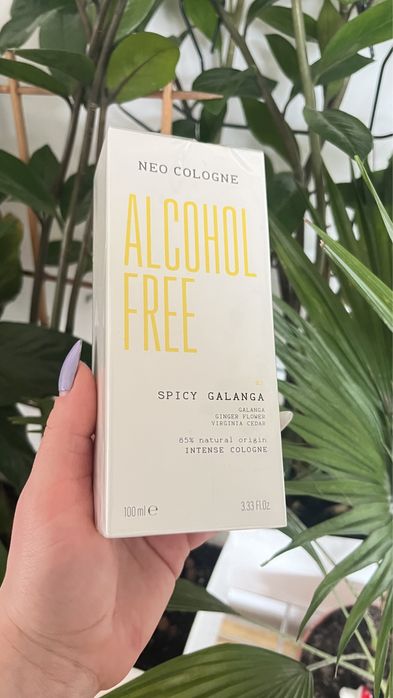 NEO COLOGNE
ALCOHOL
FREE
SPICY GALANGA
GALANGA
GINGER FLOWER
VIRGINIA CEDAR
85% natural origin
INTENSE COLOGNE
100 ml ℮
3.33 Fl.Oz